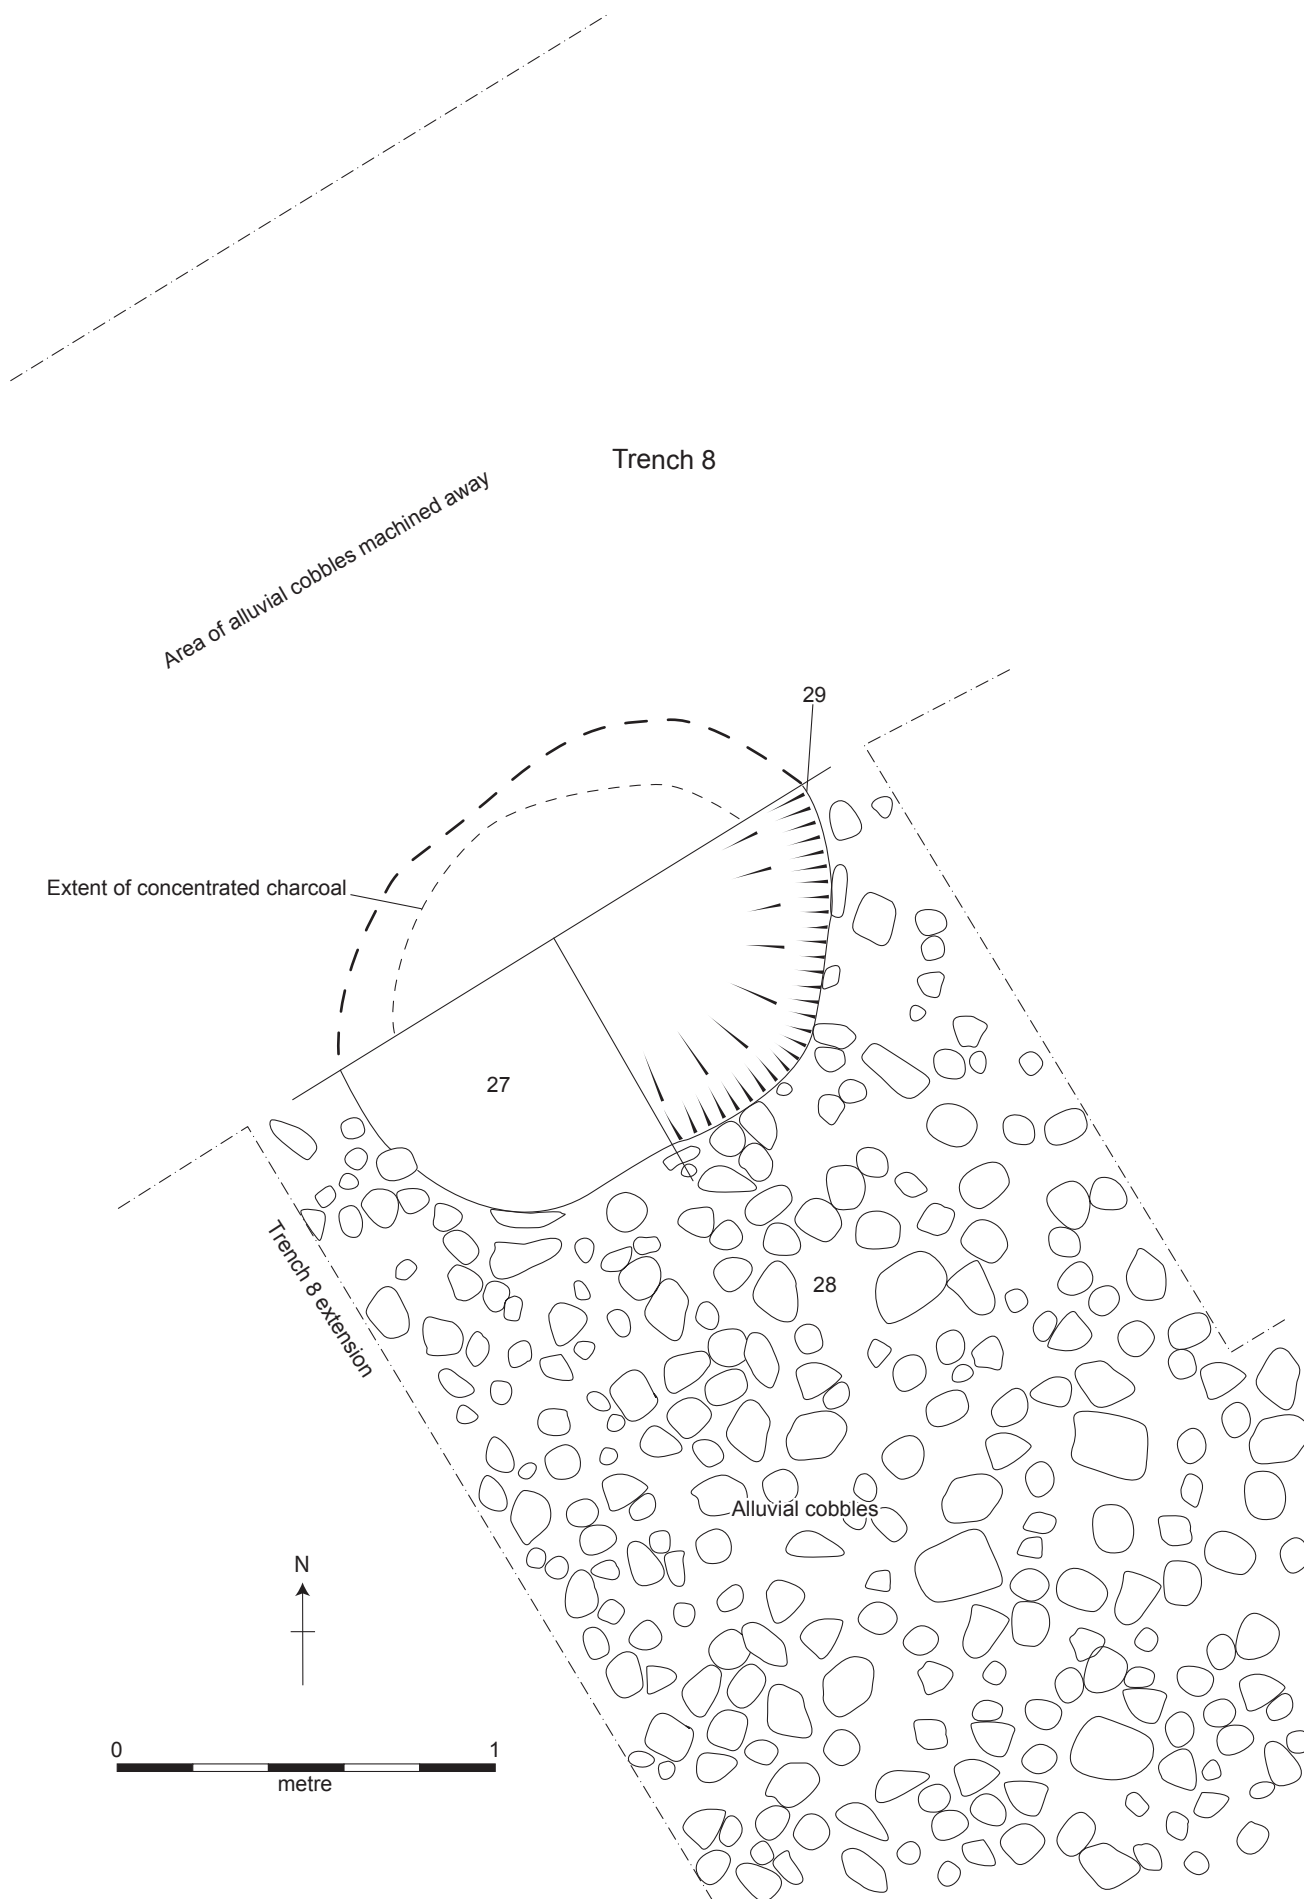 Trench 8
Area of alluvial cobbles machined away
29
Extent of concentrated charcoal
27
Trench 8 extension
28
Alluvial cobbles
N
0 1
metre